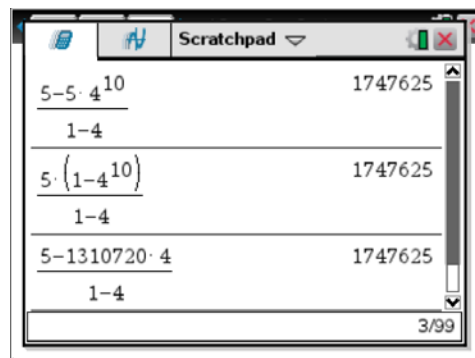 Scratchpad
5-5· 4^10 / 1-4    1747625
5·(1-4^10) / 1-4    1747625
5-1310720· 4 / 1-4    1747625
3/99